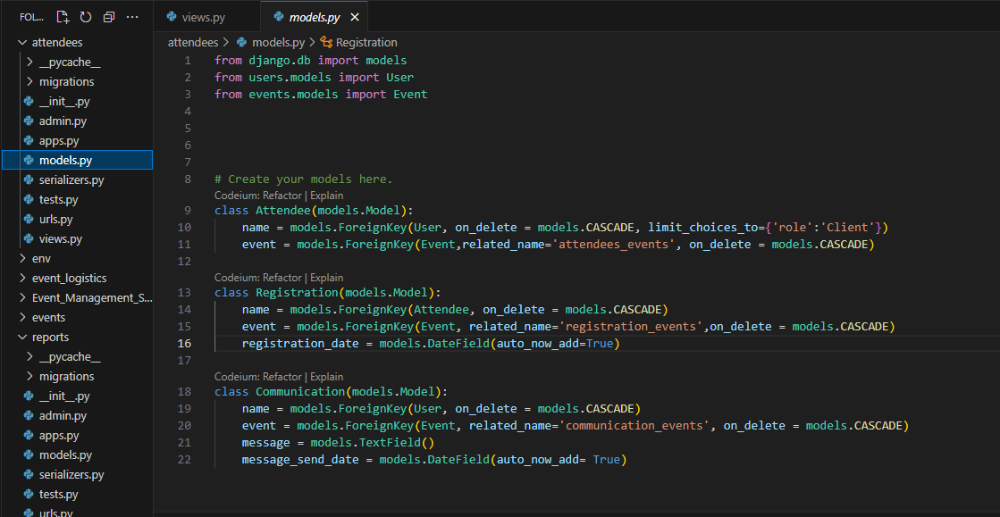 FOL...
attendees
__pycache__
migrations
__init__.py
admin.py
apps.py
models.py
serializers.py
tests.py
urls.py
views.py
env
event_logistics
Event_Management_S...
events
reports
__pycache__
migrations
__init__.py
admin.py
apps.py
models.py
serializers.py
tests.py
urls.py
views.py
models.py
attendees > models.py > Registration
1 from django.db import models
2 from users.models import User
3 from events.models import Event
4
5
6
7
8 # Create your models here.
Codeium: Refactor | Explain
9 class Attendee(models.Model):
10 name = models.ForeignKey(User, on_delete = models.CASCADE, limit_choices_to={'role':'Client'})
11 event = models.ForeignKey(Event,related_name='attendees_events', on_delete = models.CASCADE)
12
Codeium: Refactor | Explain
13 class Registration(models.Model):
14 name = models.ForeignKey(Attendee, on_delete = models.CASCADE)
15 event = models.ForeignKey(Event, related_name='registration_events',on_delete = models.CASCADE)
16 registration_date = models.DateField(auto_now_add=True)
17
Codeium: Refactor | Explain
18 class Communication(models.Model):
19 name = models.ForeignKey(User, on_delete = models.CASCADE)
20 event = models.ForeignKey(Event, related_name='communication_events', on_delete = models.CASCADE)
21 message = models.TextField()
22 message_send_date = models.DateField(auto_now_add= True)